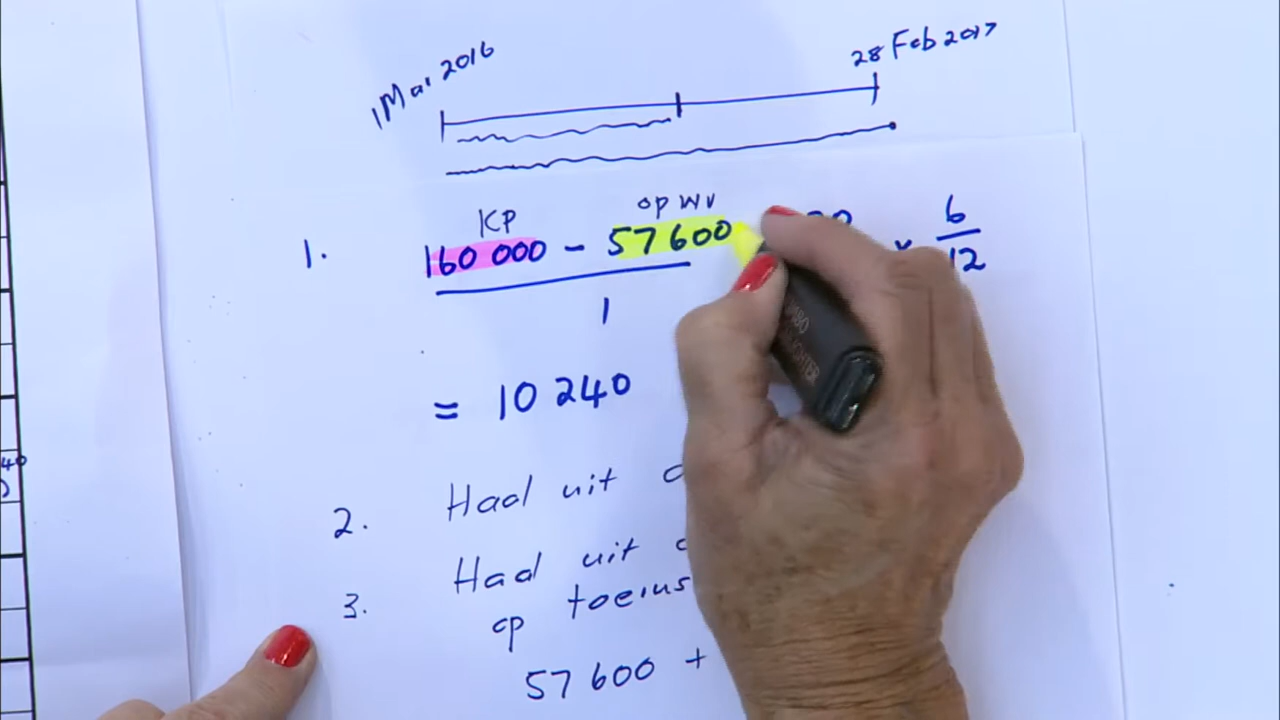 1 Mar 2016
28 Feb 2017
KP
op WV
1. 160 000 - 57 600 × 6
12
1
= 10 240
2. Had uit
3. Had uit
op
57 600 +